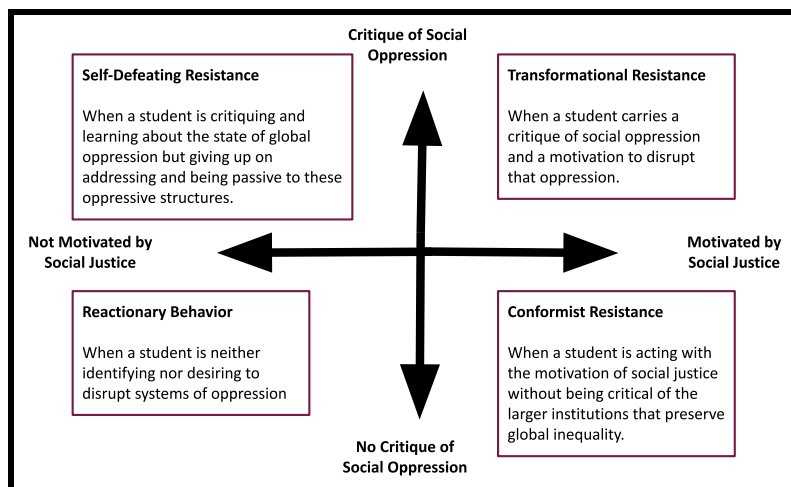 Critique of Social
Oppression
Self-Defeating Resistance
When a student is critiquing and
learning about the state of global
oppression but giving up on
addressing and being passive to these
oppressive structures.
Transformational Resistance
When a student carries a
critique of social oppression
and a motivation to disrupt
that oppression.
Not Motivated by
Social Justice
Motivated by
Social Justice
Reactionary Behavior
When a student is neither
identifying nor desiring to
disrupt systems of oppression
Conformist Resistance
When a student is acting with
the motivation of social justice
without being critical of the
larger institutions that preserve
global inequality.
No Critique of
Social Oppression